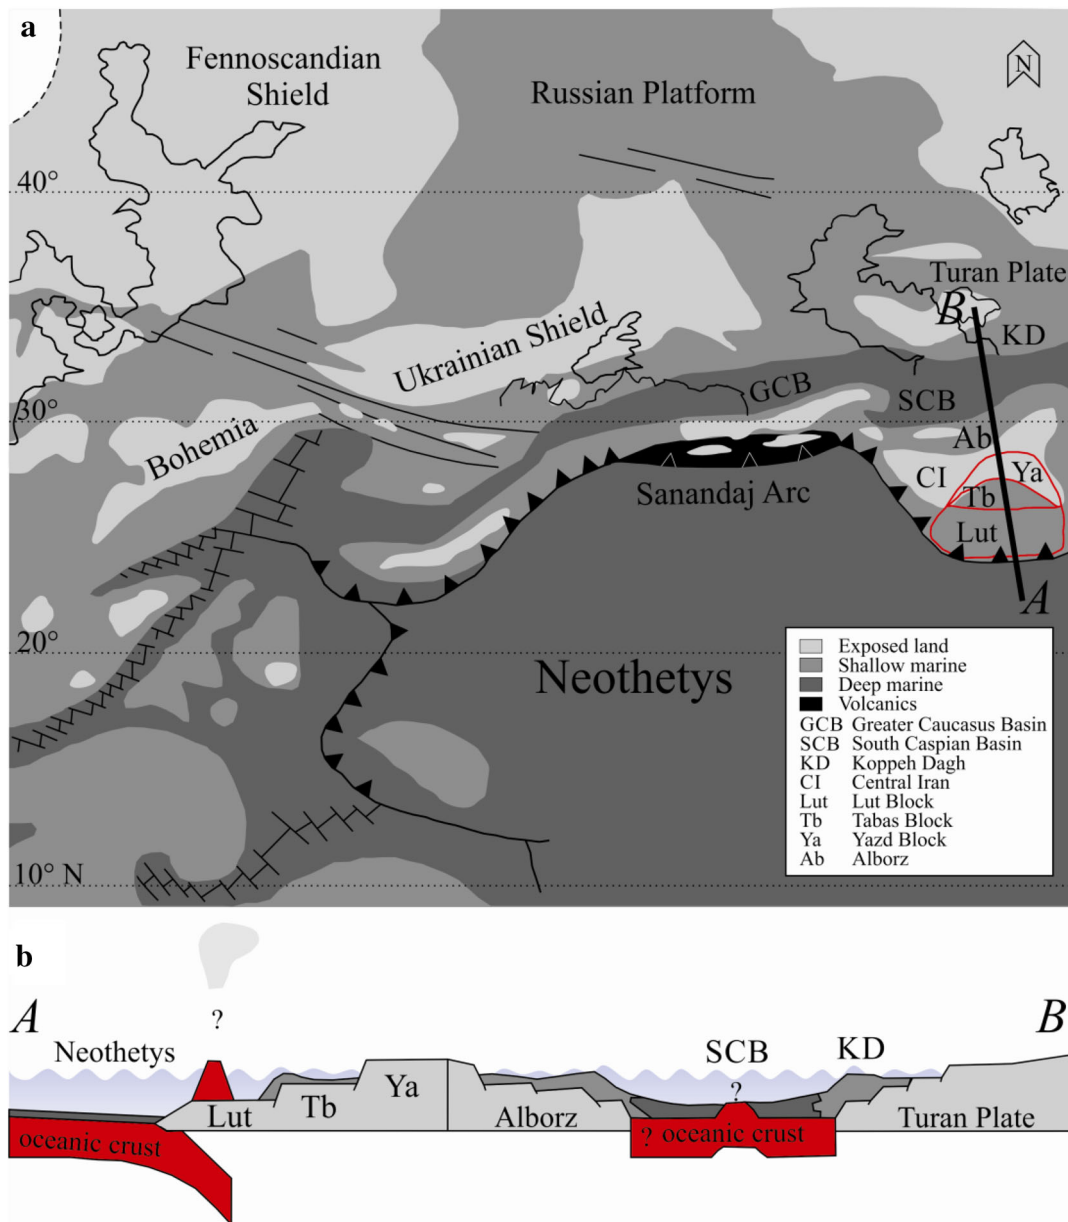 a
Fennoscandian
Shield
Russian Platform
N
40°
Turan Plate
B
KD
Ukrainian Shield
GCB
SCB
30°
Bohemia
Ab
CI
Ya
Tb
Sanandaj Arc
Lut
A
20°
Neothetys
Exposed land
Shallow marine
Deep marine
Volcanics
GCB Greater Caucasus Basin
SCB South Caspian Basin
KD Koppeh Dagh
CI Central Iran
Lut Lut Block
Tb Tabas Block
Ya Yazd Block
Ab Alborz
10° N
b
A
?
B
Neothetys
SCB
KD
?
Ya
Lut
Tb
Alborz
Turan Plate
oceanic crust
? oceanic crust